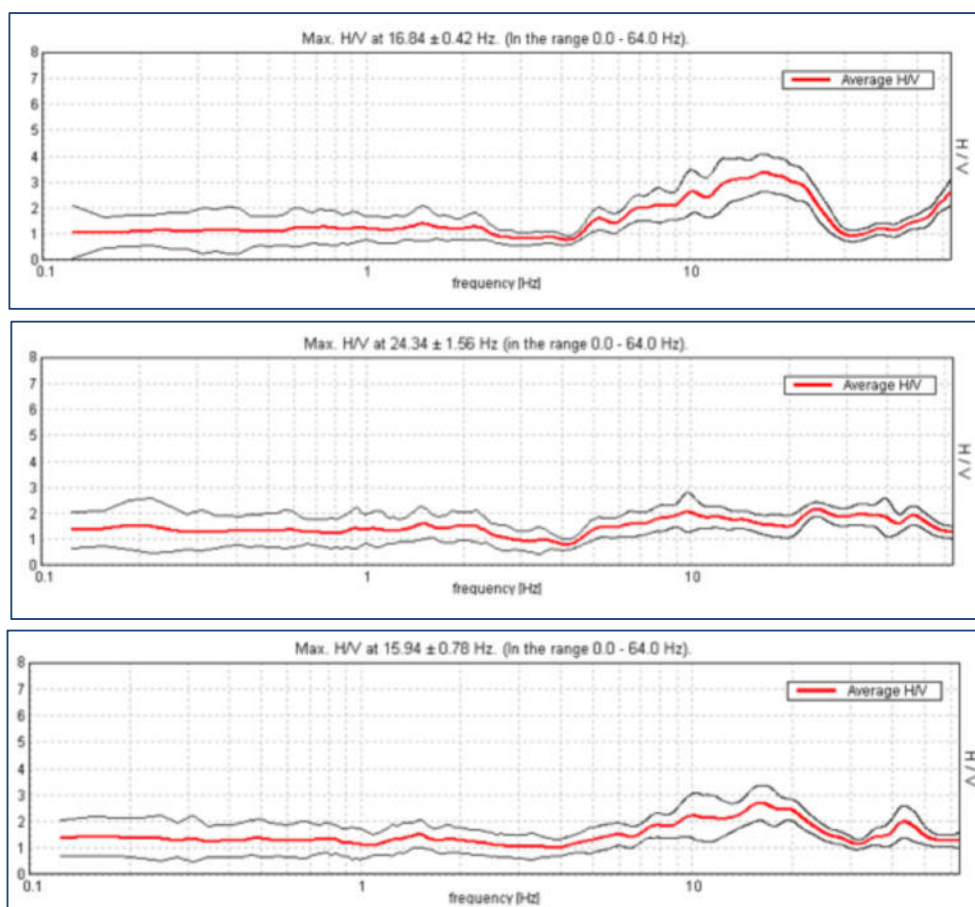 Max. H/V at 16.84 ± 0.42 Hz. (In the range 0.0 - 64.0 Hz).
8
7
6
5
4
3
2
1
0
Average H/V
H / V
0.1 1 10
frequency [Hz]
Max. H/V at 24.34 ± 1.56 Hz (in the range 0.0 - 64.0 Hz).
8
7
6
5
4
3
2
1
0
Average H/V
H / V
0.1 1 10
frequency [Hz]
Max. H/V at 15.94 ± 0.78 Hz. (In the range 0.0 - 64.0 Hz).
8
7
6
5
4
3
2
1
0
Average H/V
H / V
0.1 1 10
frequency [Hz]